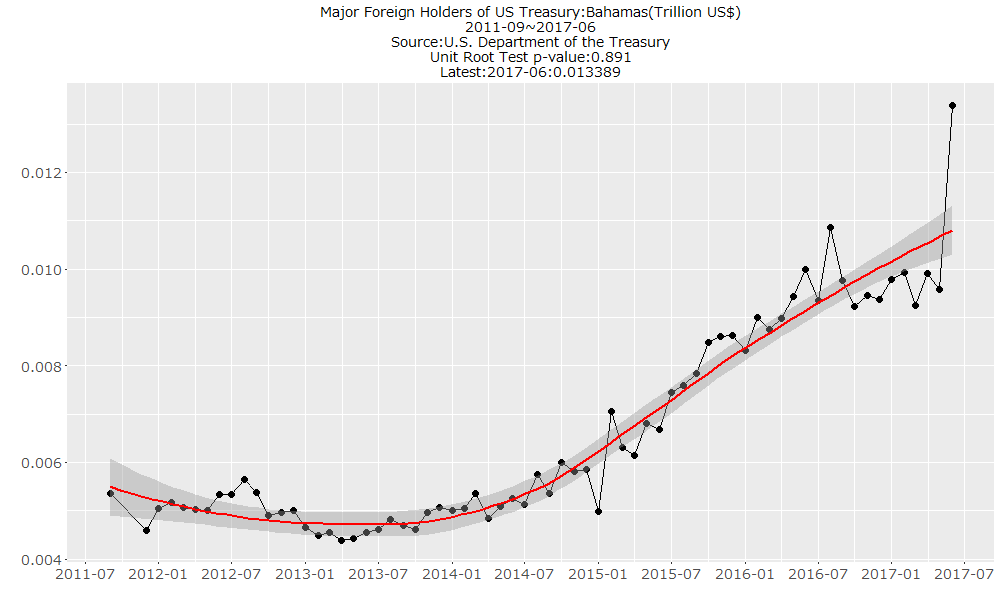 Major Foreign Holders of US Treasury:Bahamas(Trillion US$)
2011-09~2017-06
Source:U.S. Department of the Treasury
Unit Root Test p-value:0.891
Latest:2017-06:0.013389
0.012
0.010
0.008
0.006
0.004
2011-07 2012-01 2012-07 2013-01 2013-07 2014-01 2014-07 2015-01 2015-07 2016-01 2016-07 2017-01 2017-07